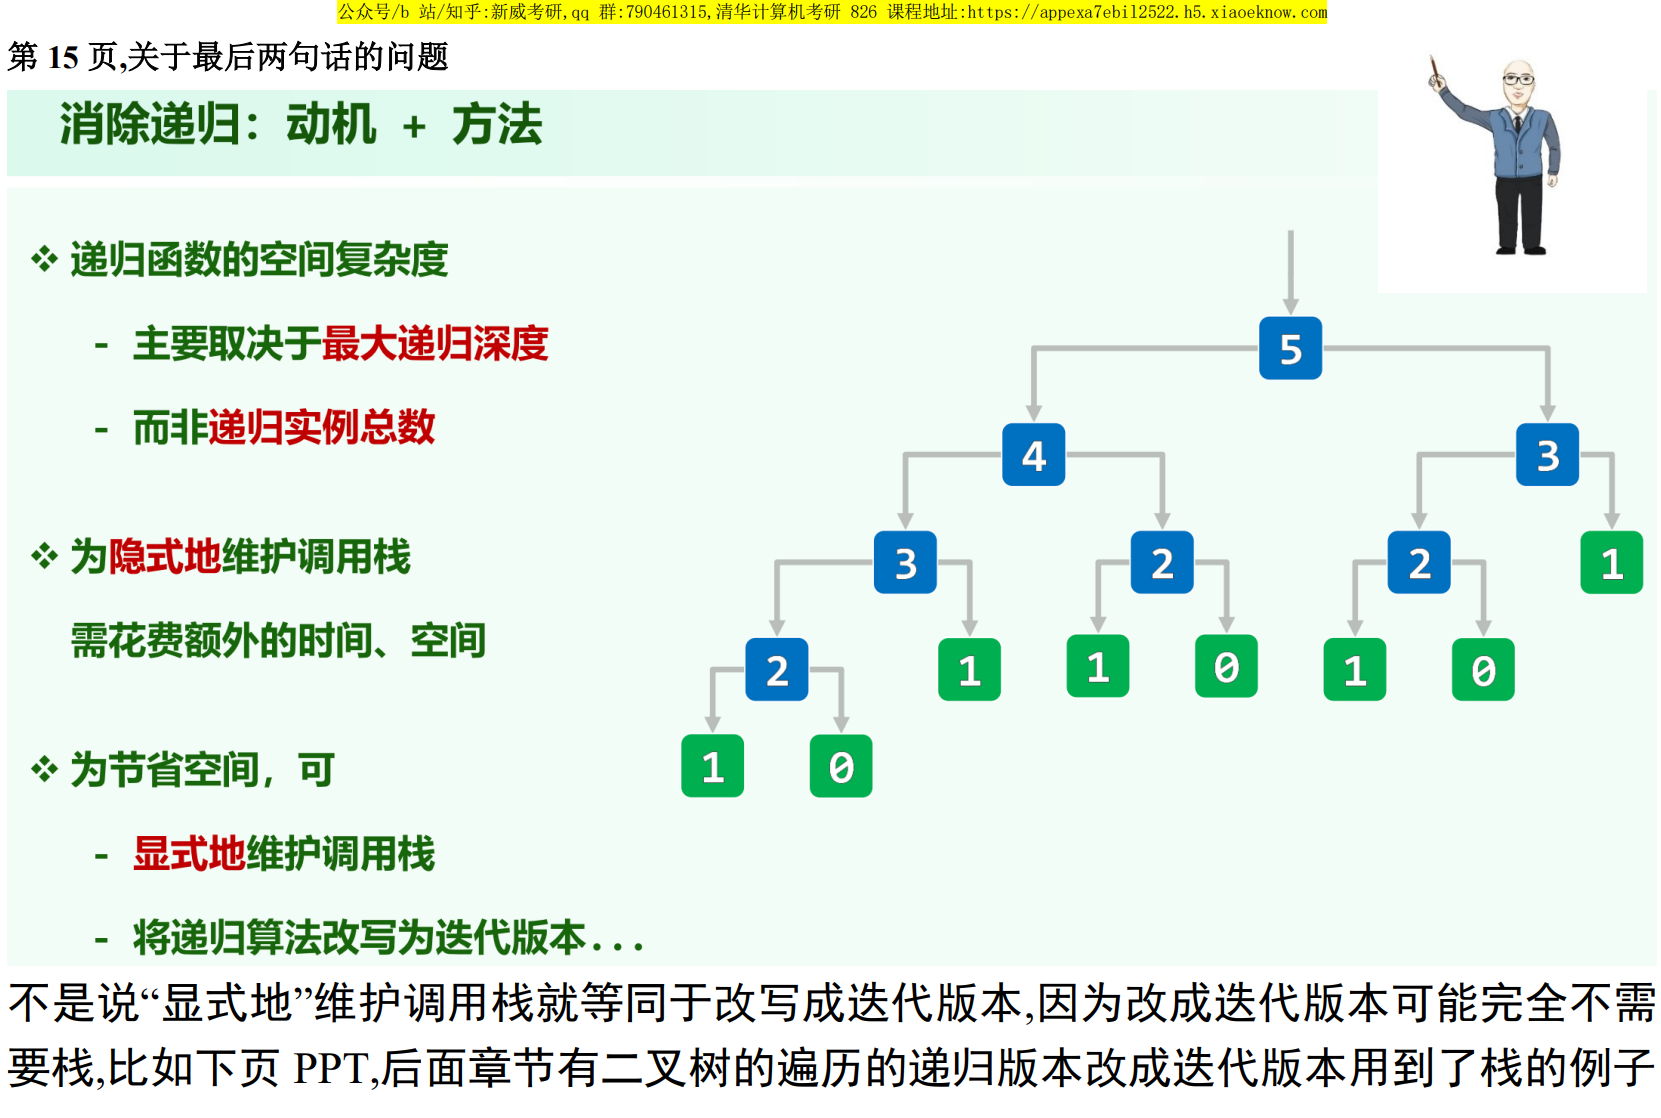 公众号/b 站/知乎:新威考研,qq 群:790461315,清华计算机考研 826 课程地址:https://appexa7ebil2522.h5.xiaoeknow.com
第 15 页,关于最后两句话的问题
消除递归：动机 + 方法
❖ 递归函数的空间复杂度
- 主要取决于最大递归深度
- 而非递归实例总数
❖ 为隐式地维护调用栈
需花费额外的时间、空间
❖ 为节省空间，可
- 显式地维护调用栈
- 将递归算法改写为迭代版本...
5
4 3
3 2 2 1
2 1 1 0 1 0
1 0
不是说“显式地”维护调用栈就等同于改写成迭代版本,因为改成迭代版本可能完全不需
要栈,比如下页 PPT,后面章节有二叉树的遍历的递归版本改成迭代版本用到了栈的例子